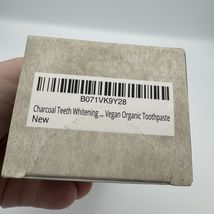 B071VK9Y28
Charcoal Teeth Whitening ... Vegan Organic Toothpaste
New